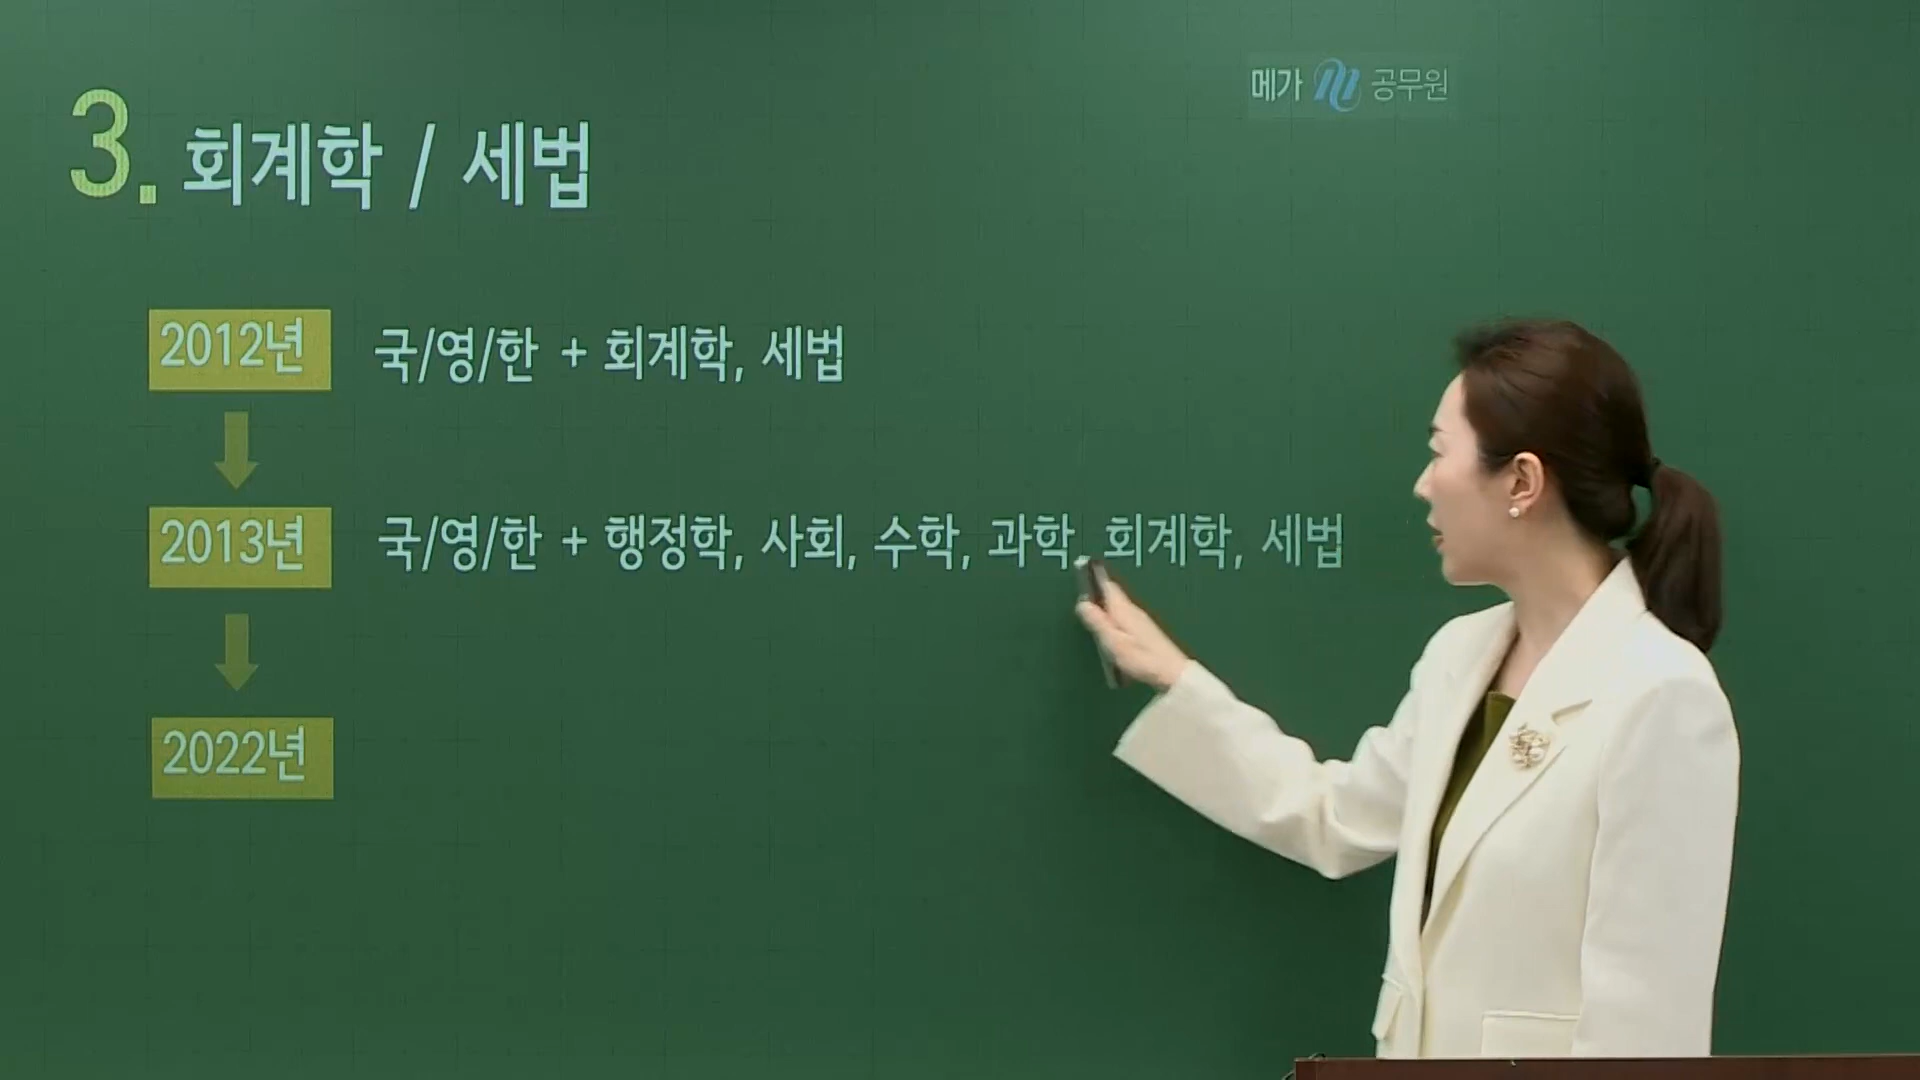 메가 공무원
3. 회계학 / 세법
2012년 국/영/한 + 회계학, 세법
2013년 국/영/한 + 행정학, 사회, 수학, 과학, 회계학, 세법
2022년